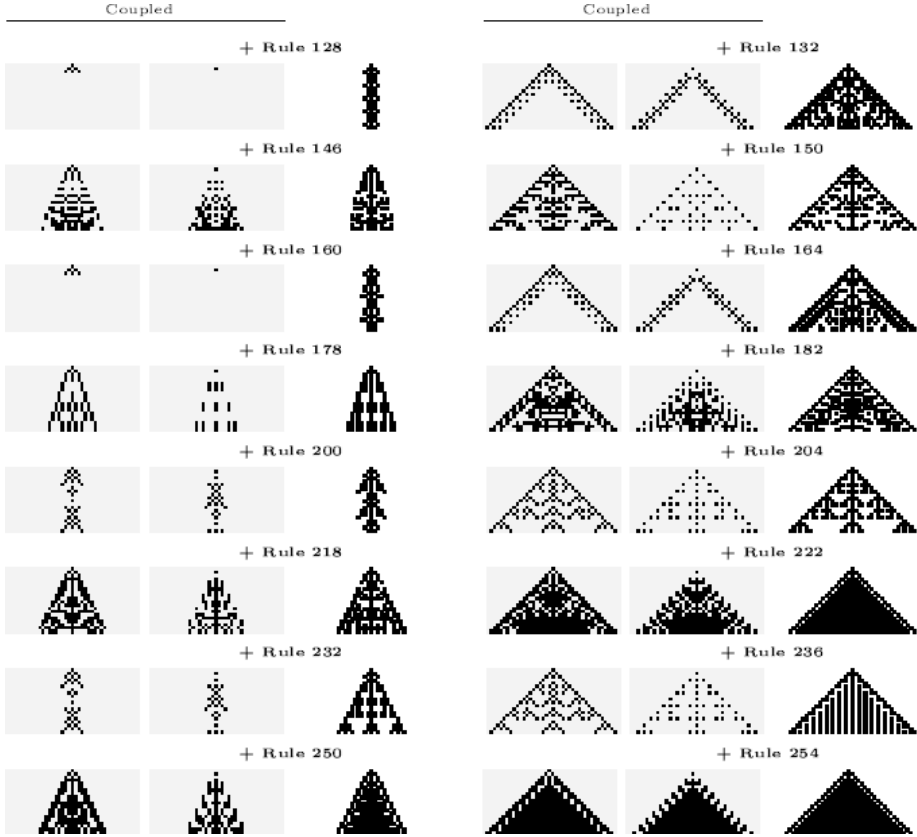 Coupled Coupled
+ Rule 128 + Rule 132
+ Rule 146 + Rule 150
+ Rule 160 + Rule 164
+ Rule 178 + Rule 182
+ Rule 200 + Rule 204
+ Rule 218 + Rule 222
+ Rule 232 + Rule 236
+ Rule 250 + Rule 254